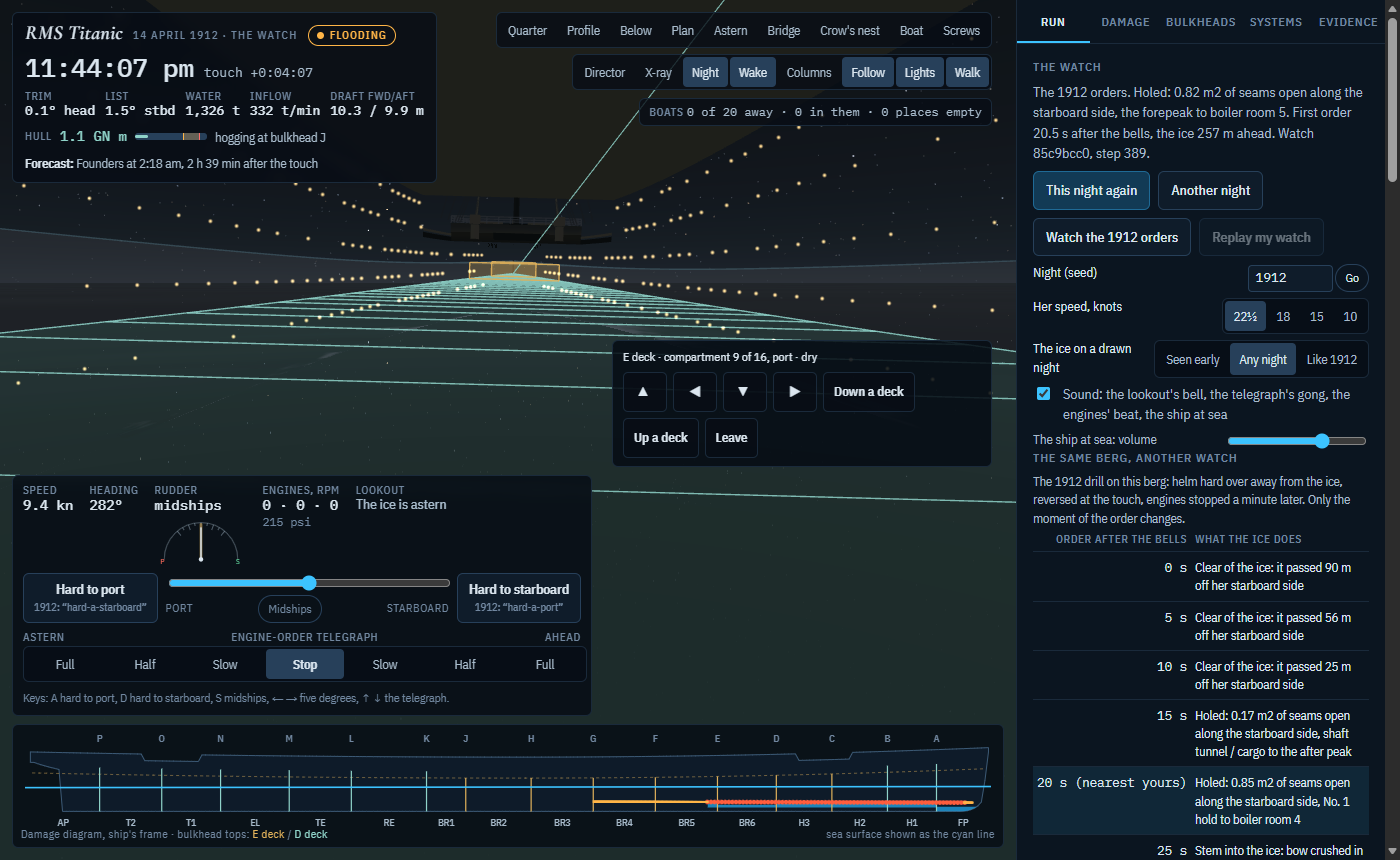 RMS Titanic 14 APRIL 1912 · THE WATCH FLOODING
11:44:07 pm touch +0:04:07
TRIM LIST WATER INFLOW DRAFT FWD/AFT
0.1° head 1.5° stbd 1,326 t 332 t/min 10.3 / 9.9 m
HULL 1.1 GN m hogging at bulkhead J
Forecast: Founders at 2:18 am, 2 h 39 min after the touch
Quarter Profile Below Plan Astern Bridge Crow's nest Boat Screws
Director X-ray Night Wake Columns Follow Lights Walk
BOATS 0 of 20 away · 0 in them · 0 places empty
E deck · compartment 9 of 16, port · dry
▲ ◀ ▼ ▶ Down a deck
Up a deck Leave
SPEED HEADING RUDDER ENGINES, RPM LOOKOUT
9.4 kn 282° midships 0 · 0 · 0 The ice is astern
215 psi
P S
Hard to port
1912: “hard-a-starboard”
PORT Midships STARBOARD
Hard to starboard
1912: “hard-a-port”
ASTERN ENGINE-ORDER TELEGRAPH AHEAD
Full Half Slow Stop Slow Half Full
Keys: A hard to port, D hard to starboard, S midships, ←→ five degrees, ↑ ↓ the telegraph.
P O N M L K J H G F E D C B A
AP T2 T1 EL TE RE BR1 BR2 BR3 BR4 BR5 BR6 H3 H2 H1 FP
Damage diagram, ship's frame · bulkhead tops: E deck / D deck
sea surface shown as the cyan line
RUN DAMAGE BULKHEADS SYSTEMS EVIDENCE
THE WATCH
The 1912 orders. Holed: 0.82 m2 of seams open along the
starboard side, the forepeak to boiler room 5. First order
20.5 s after the bells, the ice 257 m ahead. Watch
85c9bcc0, step 389.
This night again Another night
Watch the 1912 orders Replay my watch
Night (seed) 1912 Go
Her speed, knots 22½ 18 15 10
The ice on a drawn
night
Seen early Any night Like 1912
Sound: the lookout's bell, the telegraph's gong, the
engines' beat, the ship at sea
The ship at sea: volume
THE SAME BERG, ANOTHER WATCH
The 1912 drill on this berg: helm hard over away from the ice,
reversed at the touch, engines stopped a minute later. Only the
moment of the order changes.
ORDER AFTER THE BELLS WHAT THE ICE DOES
0 s Clear of the ice: it passed 90 m
off her starboard side
5 s Clear of the ice: it passed 56 m
off her starboard side
10 s Clear of the ice: it passed 25 m
off her starboard side
15 s Holed: 0.17 m2 of seams open
along the starboard side, shaft
tunnel / cargo to the after peak
20 s (nearest yours) Holed: 0.85 m2 of seams open
along the starboard side, No. 1
hold to boiler room 4
25 s Stem into the ice: bow crushed in